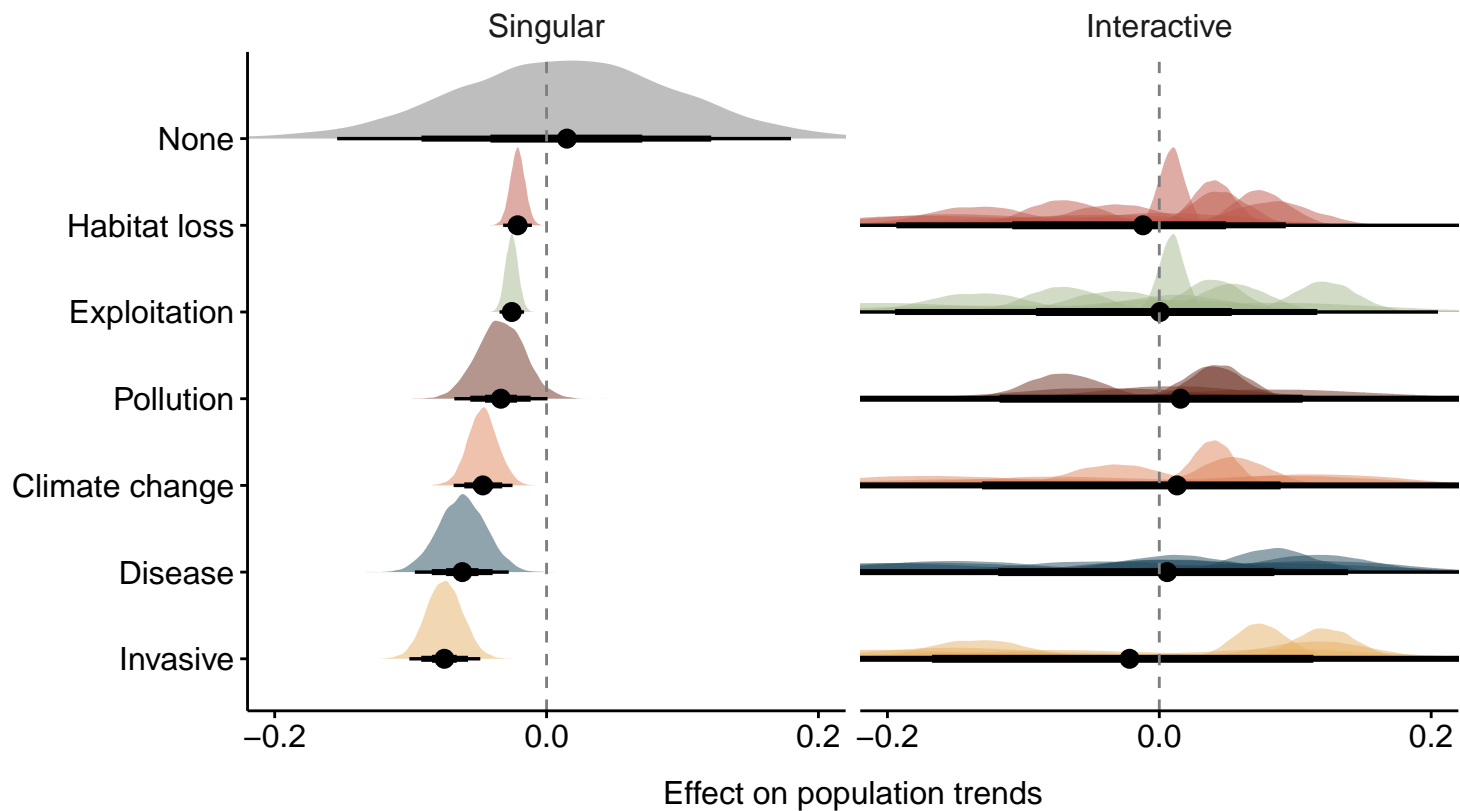 Singular
Interactive
None
Habitat loss
Exploitation
Pollution
Climate change
Disease
Invasive
−0.2 0.0 0.2
−0.2 0.0 0.2
Effect on population trends